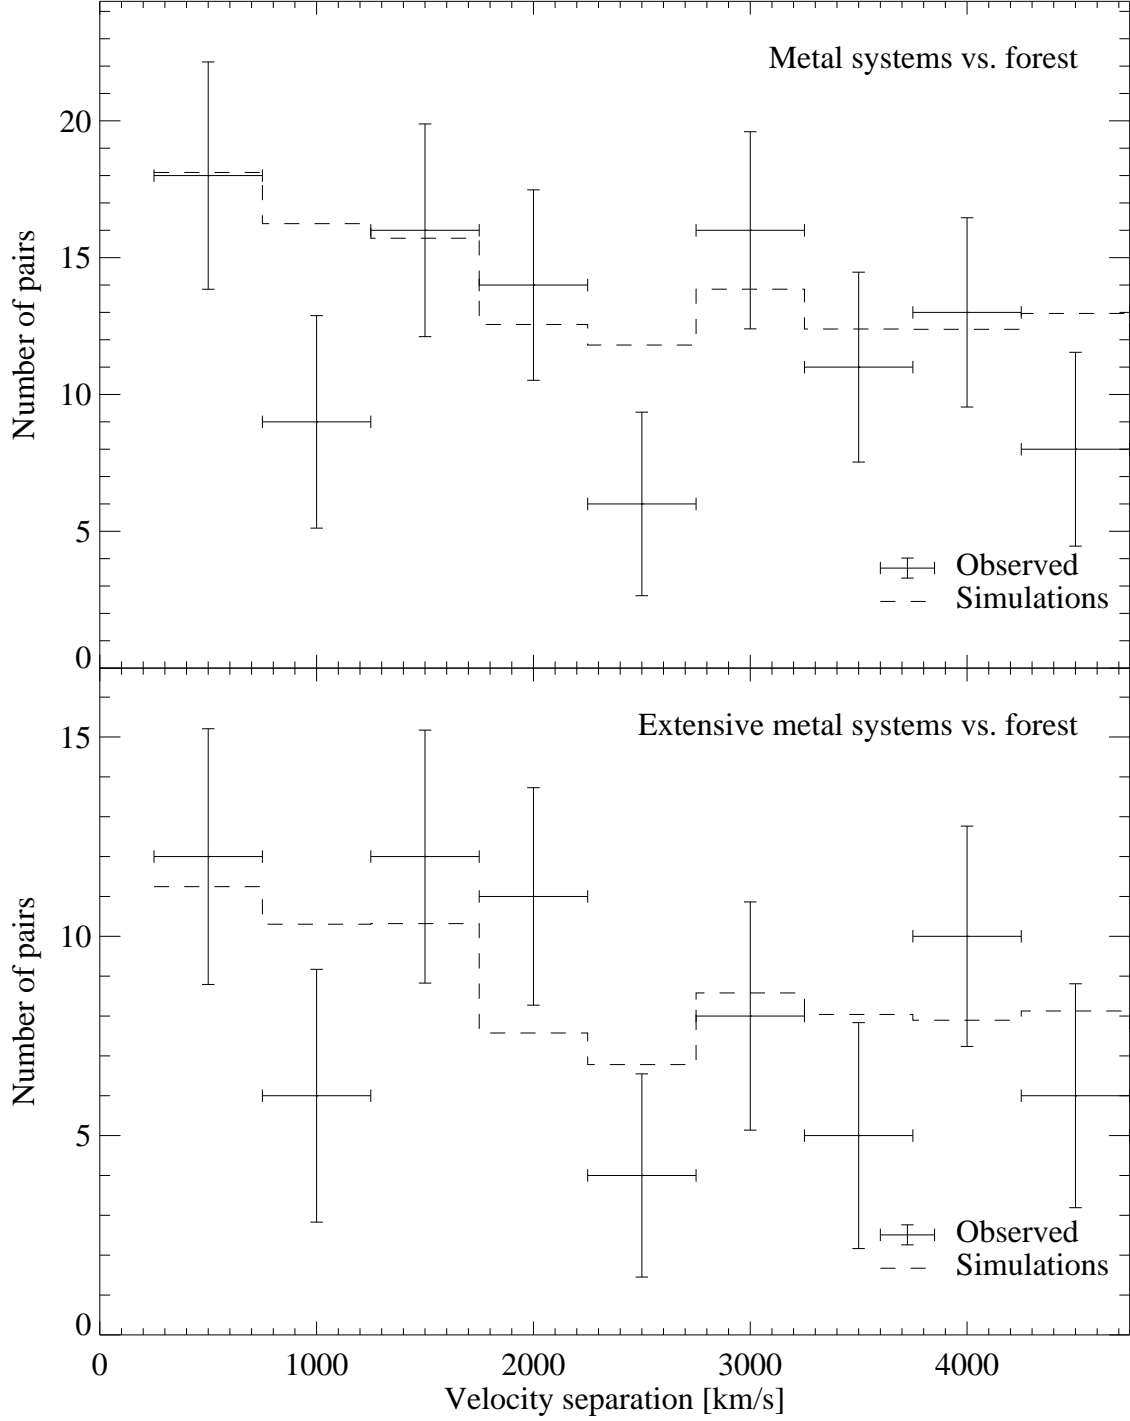 Metal systems vs. forest
20
15
10
5
0
Number of pairs
Observed
Simulations
Extensive metal systems vs. forest
15
10
5
0
Number of pairs
Observed
Simulations
0 1000 2000 3000 4000
Velocity separation [km/s]